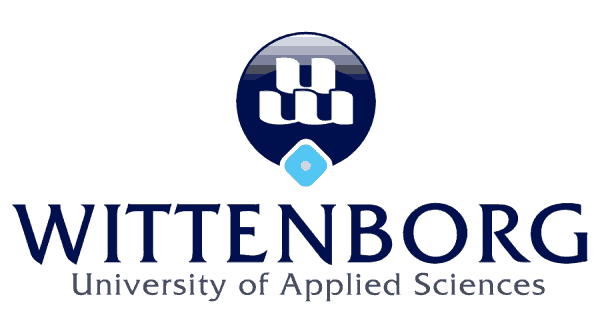 WITTENBORG
University of Applied Sciences